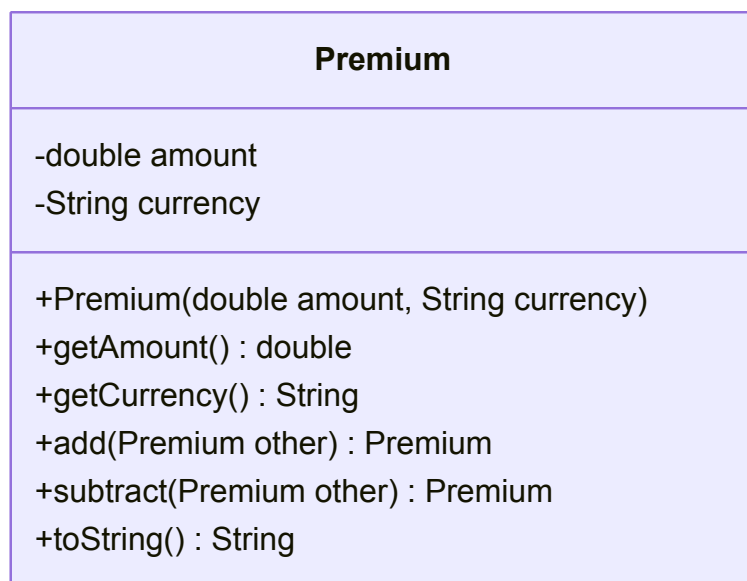 Premium
-double amount
-String currency
+Premium(double amount, String currency)
+getAmount() : double
+getCurrency() : String
+add(Premium other) : Premium
+subtract(Premium other) : Premium
+toString() : String